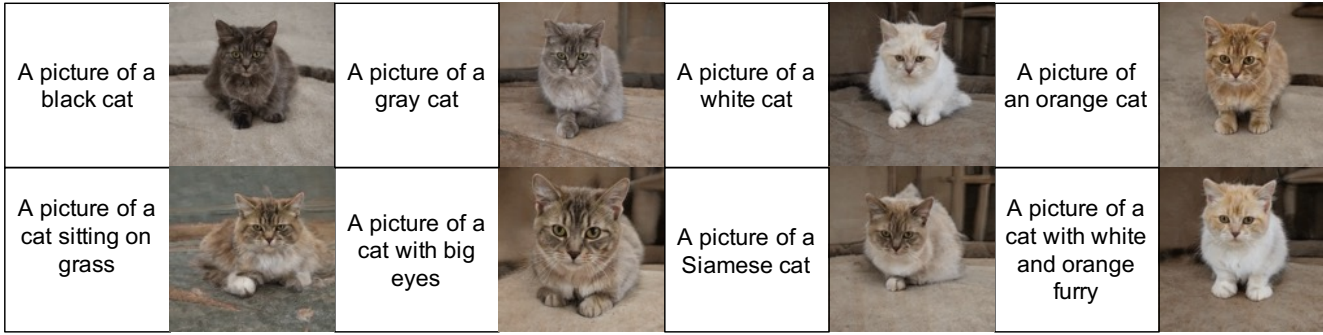 A picture of a
black cat
A picture of a
gray cat
A picture of a
white cat
A picture of
an orange cat
A picture of a
cat sitting on
grass
A picture of a
cat with big
eyes
A picture of a
Siamese cat
A picture of a
cat with white
and orange
furry